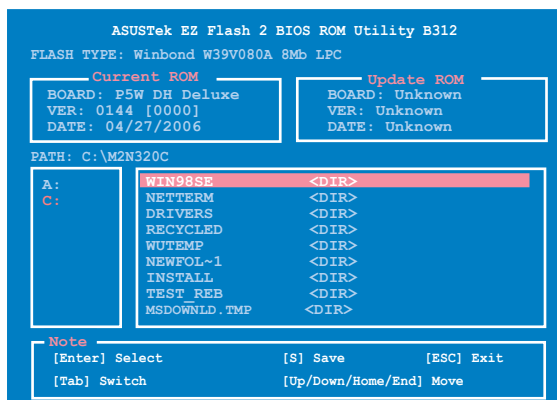 ASUSTek EZ Flash 2 BIOS ROM Utility B312
FLASH TYPE: Winbond W39V080A 8Mb LPC
Current ROM
BOARD: P5W DH Deluxe
VER: 0144 [0000]
DATE: 04/27/2006
Update ROM
BOARD: Unknown
VER: Unknown
DATE: Unknown
PATH: C:\M2N320C
A:
C:
WIN98SE <DIR>
NETTERM <DIR>
DRIVERS <DIR>
RECYCLED <DIR>
WUTEMP <DIR>
NEWFOL~1 <DIR>
INSTALL <DIR>
TEST_REB <DIR>
MSDOWNLD.TMP <DIR>
Note
[Enter] Select [S] Save [ESC] Exit
[Tab] Switch [Up/Down/Home/End] Move